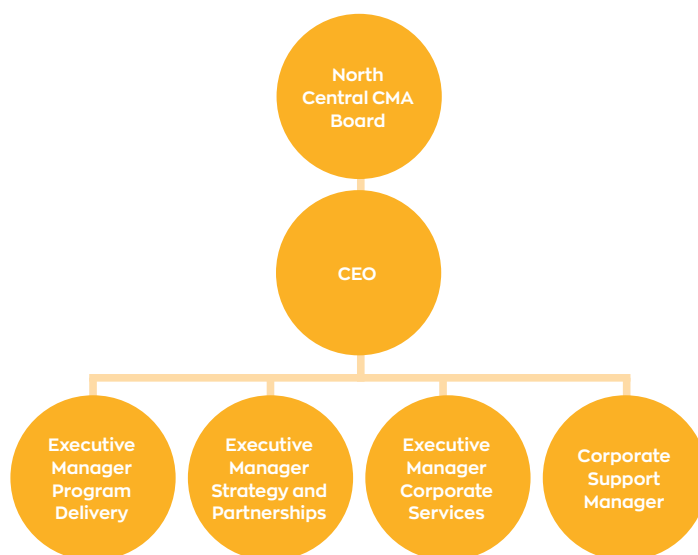 North
Central CMA
Board
CEO
Executive
Manager
Program
Delivery
Executive
Manager
Strategy and
Partnerships
Executive
Manager
Corporate
Services
Corporate
Support
Manager